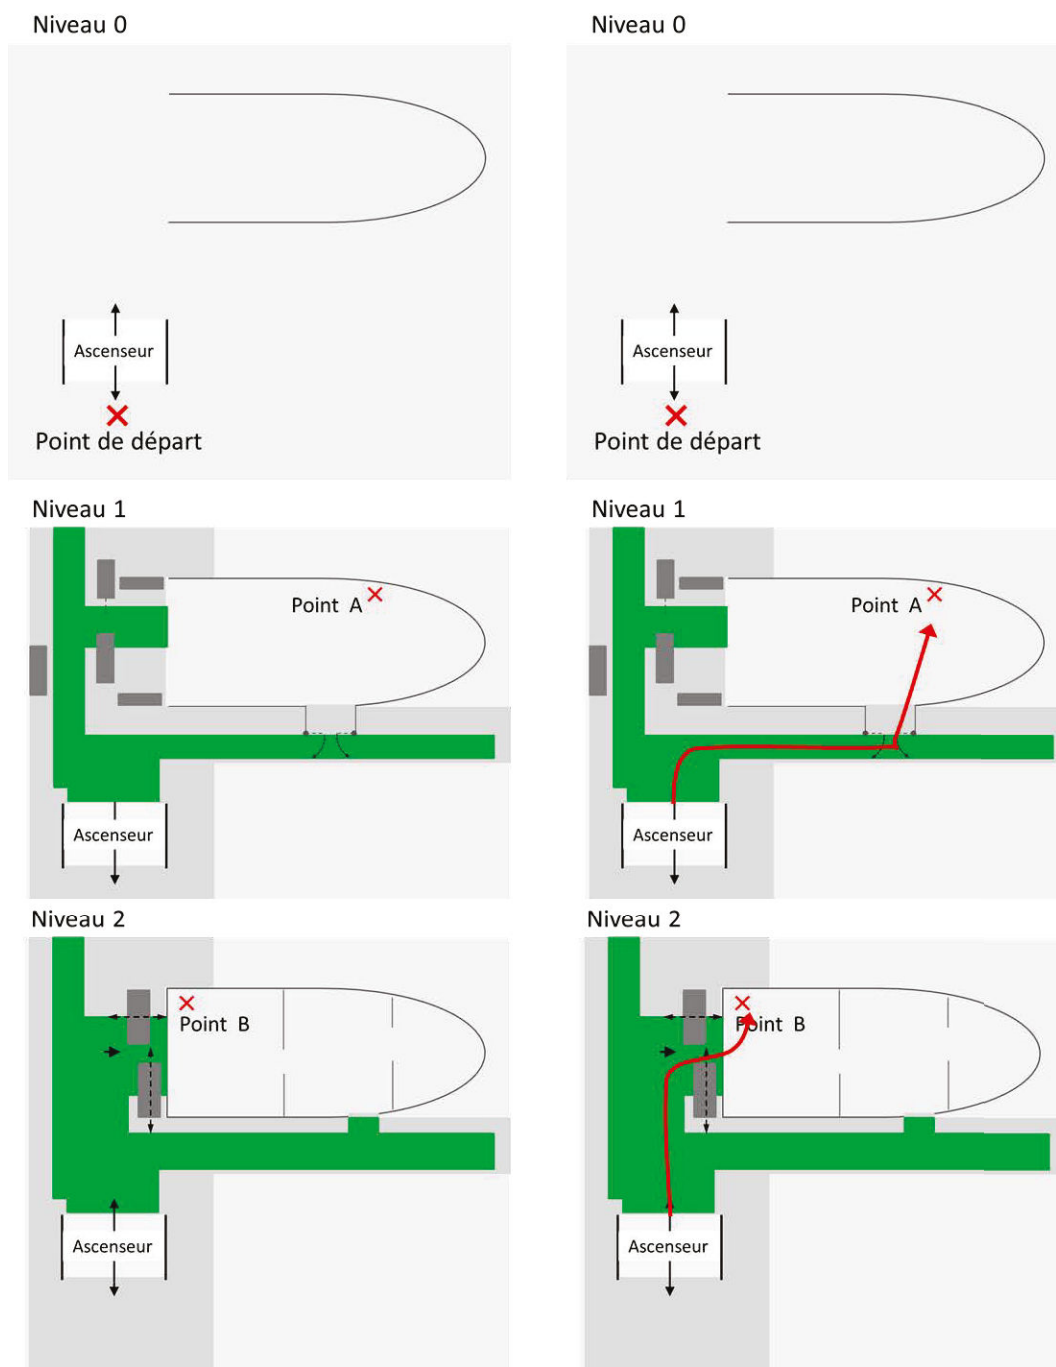 Niveau 0
Ascenseur
Point de départ
Niveau 0
Ascenseur
Point de départ
Niveau 1
Point A
Ascenseur
Niveau 1
Point A
Ascenseur
Niveau 2
Point B
Ascenseur
Niveau 2
Point B
Ascenseur